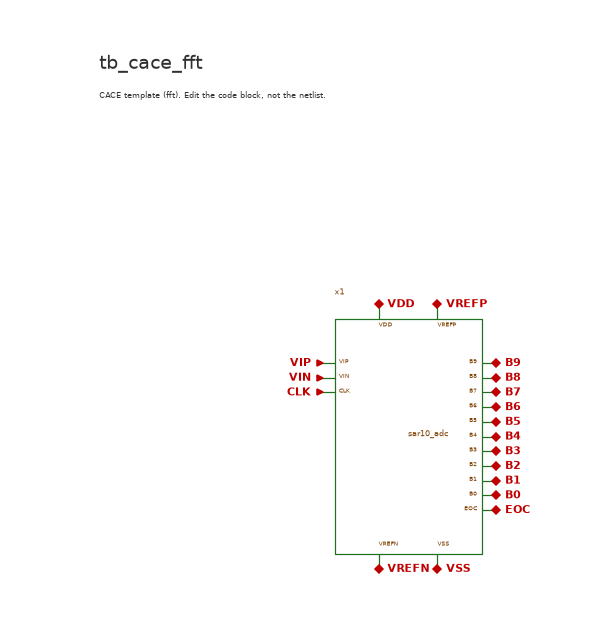 tb_cace_fft
CACE template (fft). Edit the code block, not the netlist.
x1
VDD VREFP
VDD VREFP
VIP VIP B9 B9
VIN VIN B8 B8
CLK CLK B7 B7
B6 B6
B5 B5
sar10_adc B4 B4
B3 B3
B2 B2
B1 B1
B0 B0
EOC EOC
VREFN VSS
VREFN VSS